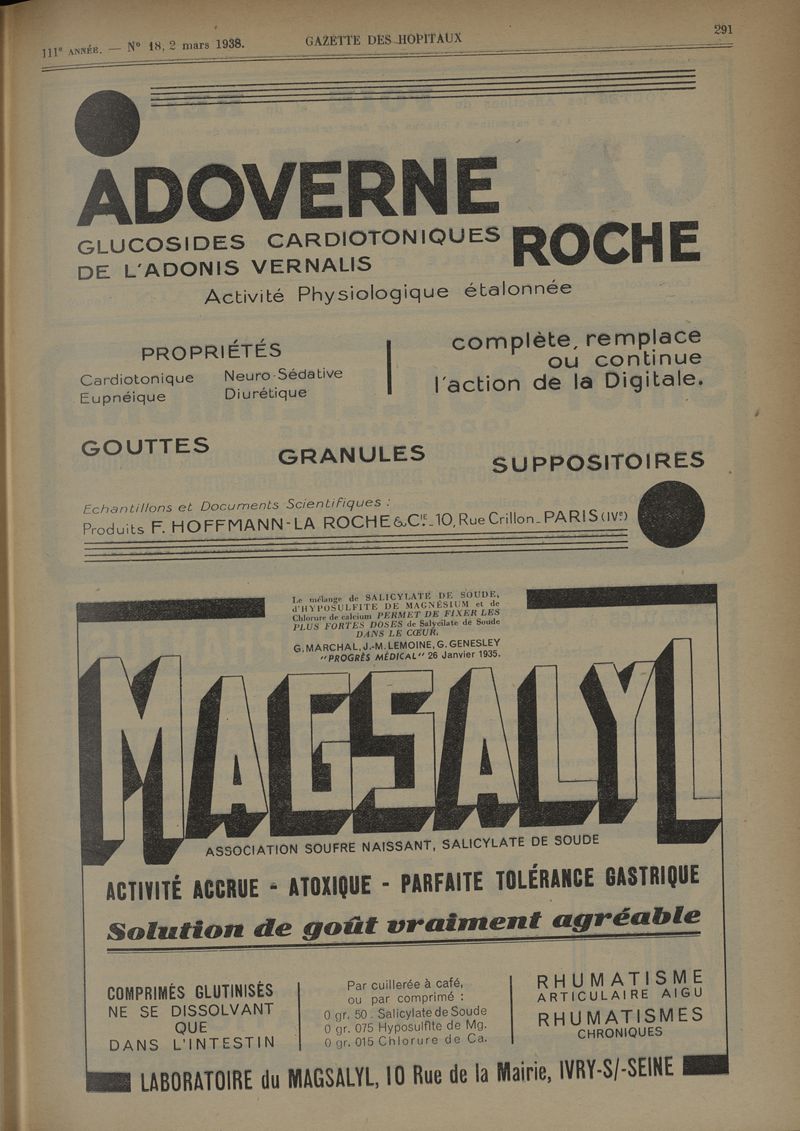 111e ANNÉE. — N° 18, 2 mars 1938.
GAZETTE DES HOPITAUX
291
ADOVERNE
GLUCOSIDES CARDIOTONIQUES
DE L'ADONIS VERNALIS
ROCHE
Activité Physiologique étalonnée
PROPRIÉTÉS
Cardiotonique Neuro-Sédative
Eupnéique Diurétique
complète, remplace
ou continue
l'action de la Digitale.
GOUTTES
GRANULES
SUPPOSITOIRES
Echantillons et Documents Scientifiques :
Produits F. HOFFMANN-LA ROCHE & Cie - 10, Rue Crillon - PARIS (IVe)
Le mélange de SALICYLATE DE SOUDE,
d'HYPOSULFITE DE MAGNÉSIUM et de
Chlorure de calcium PERMET DE FIXER LES
PLUS FORTES DOSES de Salycilate de Soude
DANS LE CŒUR.
G. MARCHAL, J.-M. LEMOINE, G. GENESLEY
"PROGRÈS MÉDICAL" 26 Janvier 1935.
MAGSALYL
ASSOCIATION SOUFRE NAISSANT, SALICYLATE DE SOUDE
ACTIVITÉ ACCRUE - ATOXIQUE - PARFAITE TOLÉRANCE GASTRIQUE
Solution de goût vraiment agréable
COMPRIMÉS GLUTINISÉS
NE SE DISSOLVANT
QUE
DANS L'INTESTIN
Par cuillerée à café,
ou par comprimé :
0 gr. 50 . Salicylate de Soude
0 gr. 075 Hyposulfite de Mg.
0 gr. 015 Chlorure de Ca.
RHUMATISME
ARTICULAIRE AIGU
RHUMATISMES
CHRONIQUES
LABORATOIRE du MAGSALYL, 10 Rue de la Mairie, IVRY-S/-SEINE